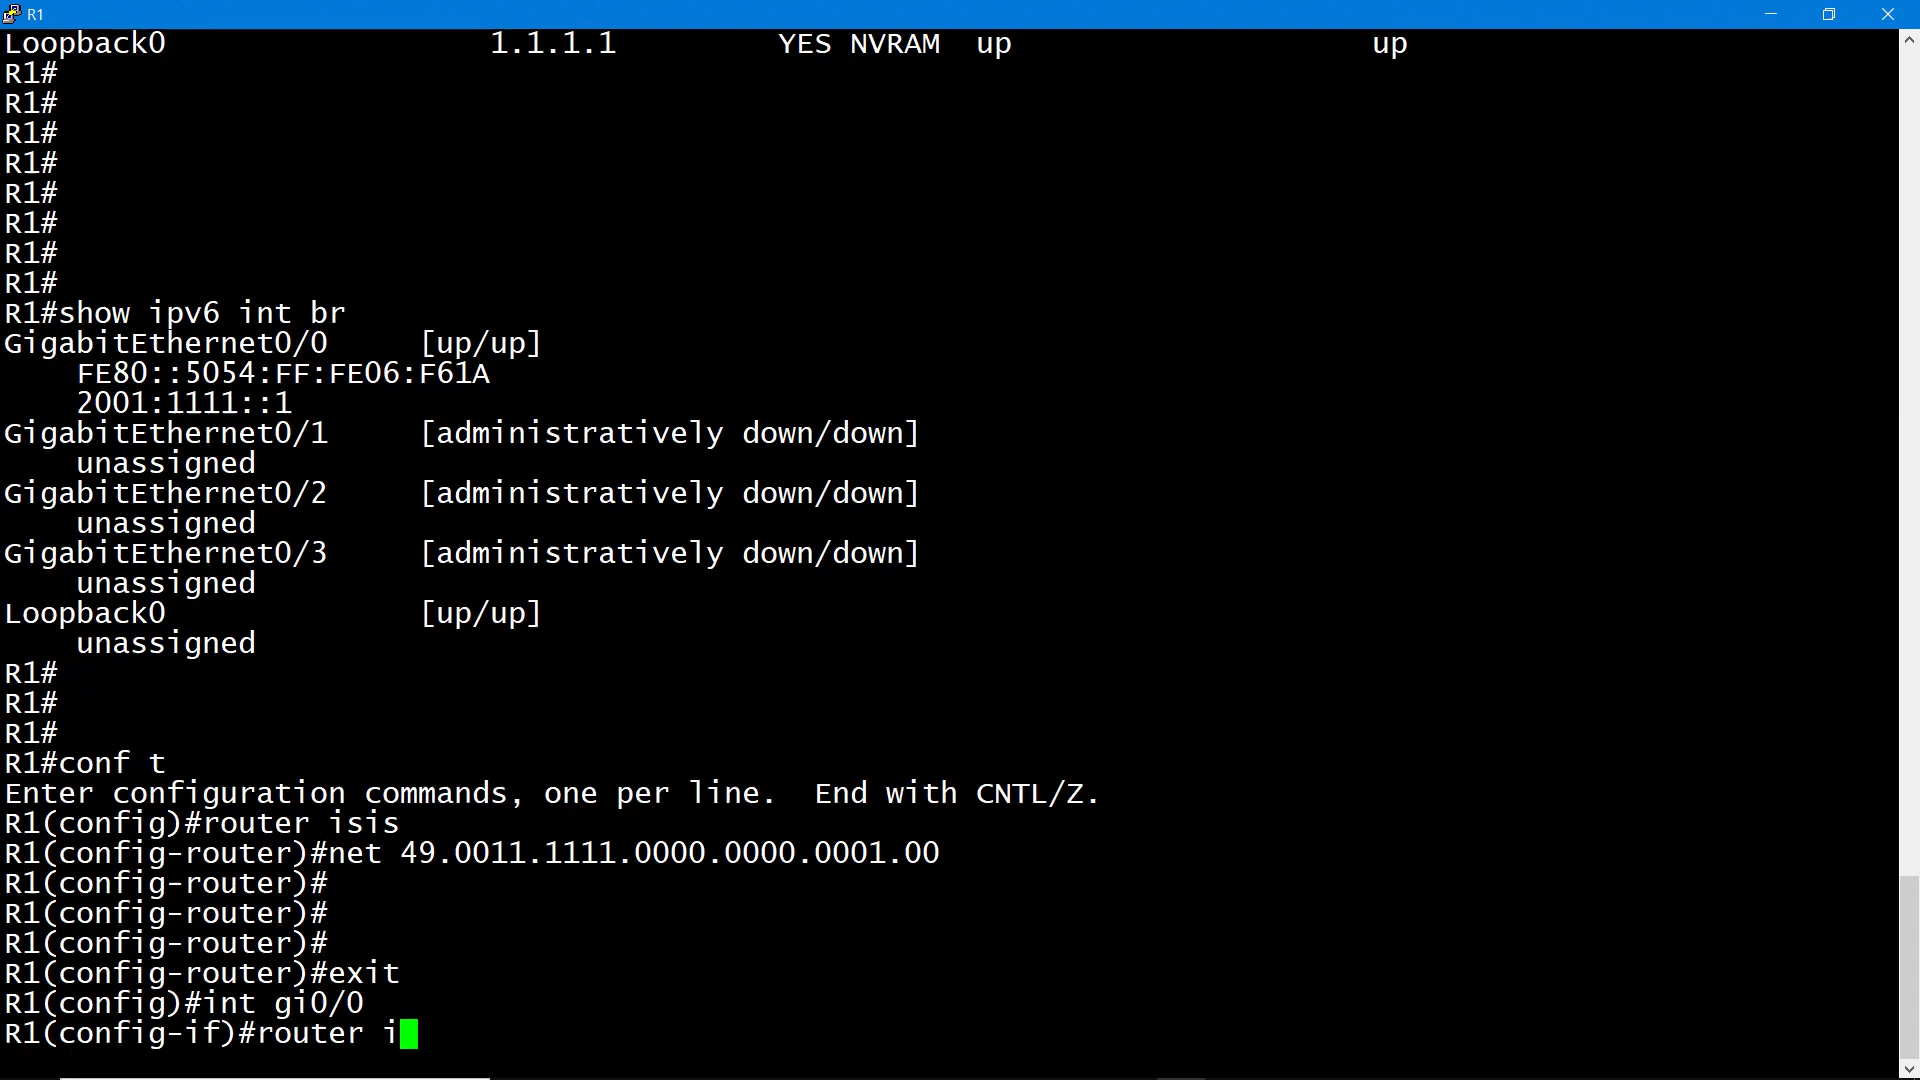 R1
Loopback0 1.1.1.1 YES NVRAM up up
R1#
R1#
R1#
R1#
R1#
R1#
R1#
R1#
R1#show ipv6 int br
GigabitEthernet0/0 [up/up]
FE80::5054:FF:FE06:F61A
2001:1111::1
GigabitEthernet0/1 [administratively down/down]
unassigned
GigabitEthernet0/2 [administratively down/down]
unassigned
GigabitEthernet0/3 [administratively down/down]
unassigned
Loopback0 [up/up]
unassigned
R1#
R1#
R1#
R1#conf t
Enter configuration commands, one per line. End with CNTL/Z.
R1(config)#router isis
R1(config-router)#net 49.0011.1111.0000.0000.0001.00
R1(config-router)#
R1(config-router)#
R1(config-router)#
R1(config-router)#exit
R1(config)#int gi0/0
R1(config-if)#router i